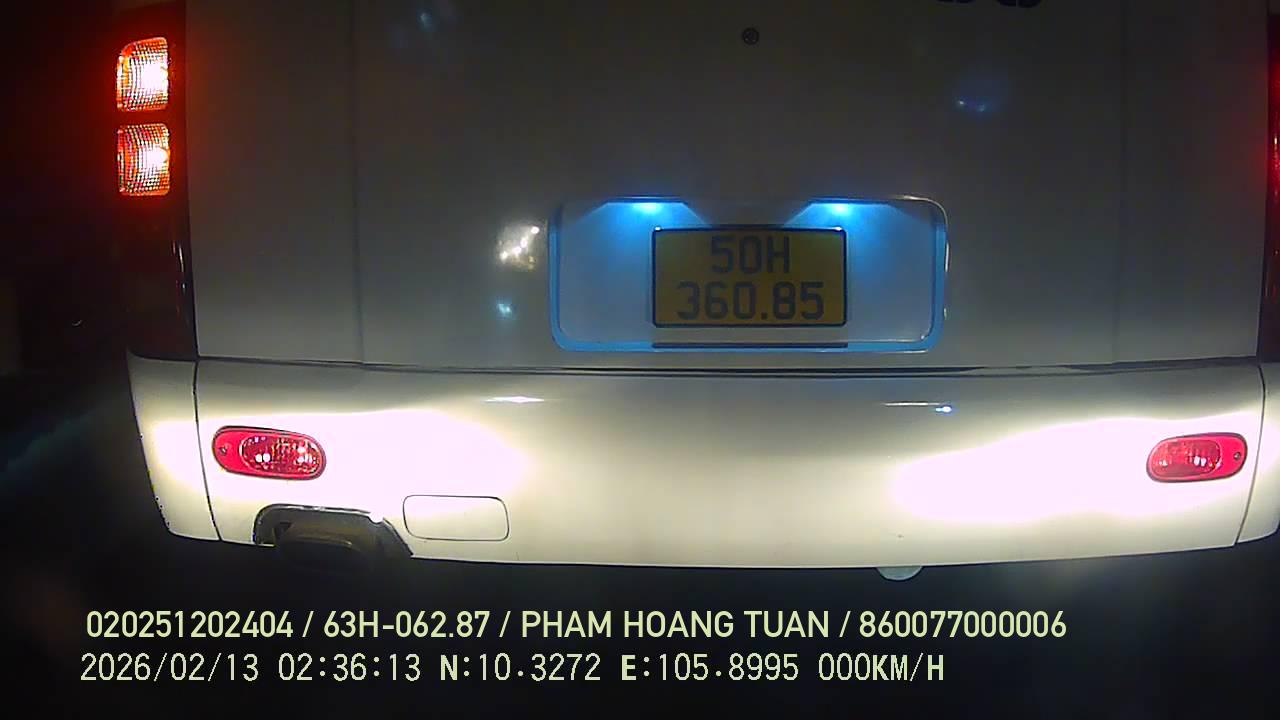 50H
360.85
020251202404 / 63H-062.87 / PHAM HOANG TUAN / 860077000006
2026/02/13 02:36:13 N:10.3272 E:105.8995 000KM/H